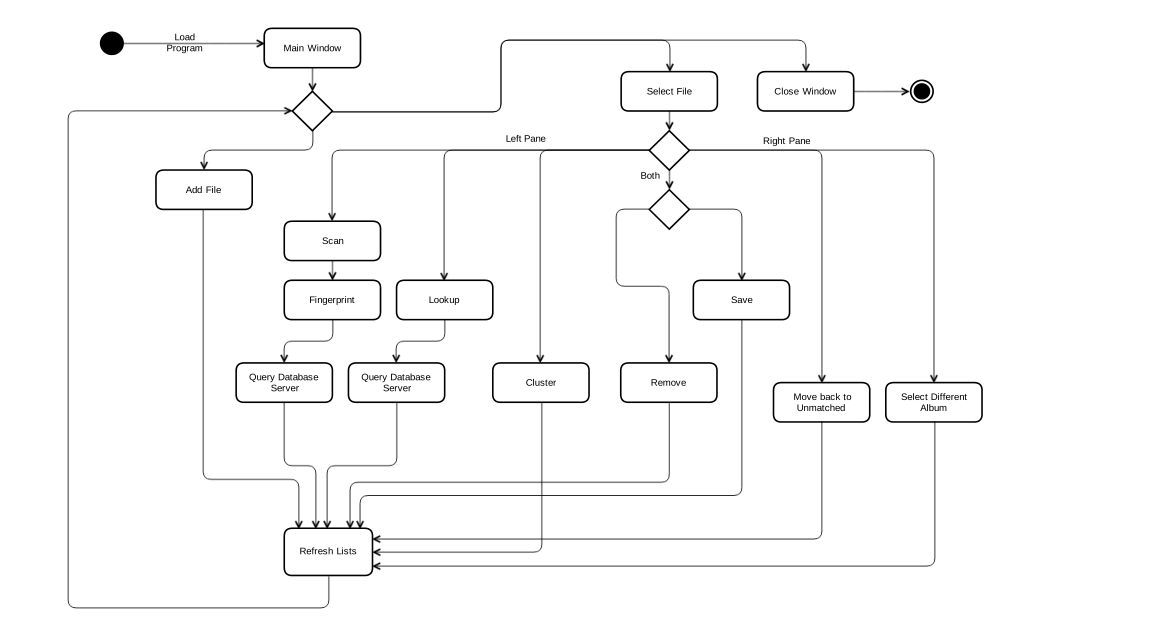 Load
Program
Main Window
Select File
Close Window
Left Pane
Right Pane
Both
Add File
Scan
Fingerprint
Lookup
Save
Query Database
Server
Query Database
Server
Cluster
Remove
Move back to
Unmatched
Select Different
Album
Refresh Lists